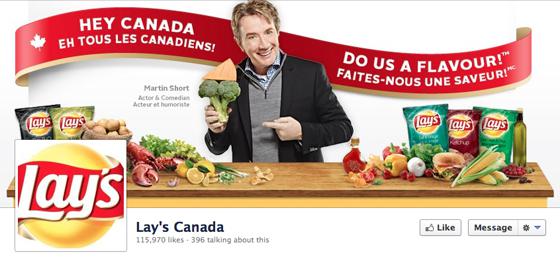 HEY CANADA
EH TOUS LES CANADIENS!
DO US A FLAVOUR!™
FAITES-NOUS UNE SAVEUR!MC
Martin Short
Actor & Comedian
Acteur et humoriste
Lay's
Lay's
Lay's
Lay's
Lay's
Ketchup
Lay's
Lay's Canada
115,970 likes · 396 talking about this
Like
Message